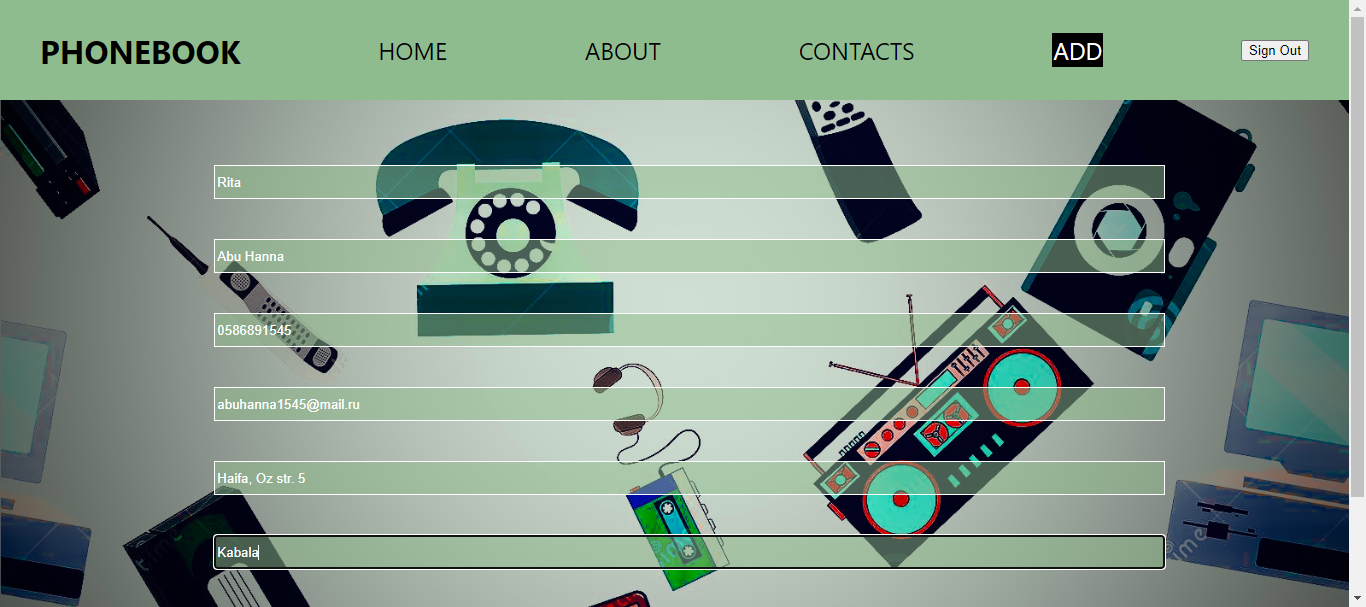 PHONEBOOK
HOME
ABOUT
CONTACTS
ADD
Sign Out
Rita
Abu Hanna
0586891545
abuhanna1545@mail.ru
Haifa, Oz str. 5
Kabala